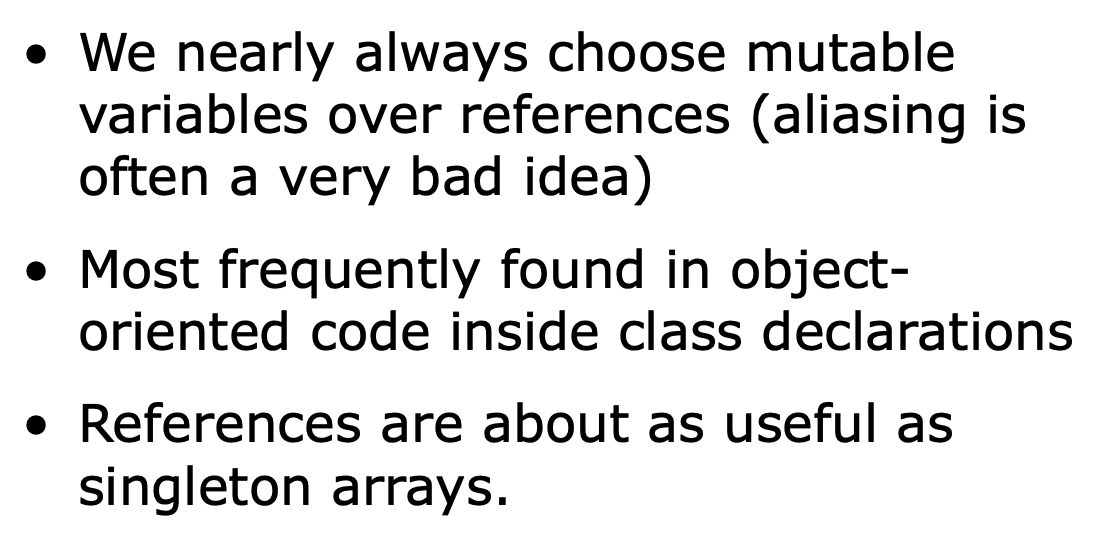 • We nearly always choose mutable
variables over references (aliasing is
often a very bad idea)
• Most frequently found in object-
oriented code inside class declarations
• References are about as useful as
singleton arrays.